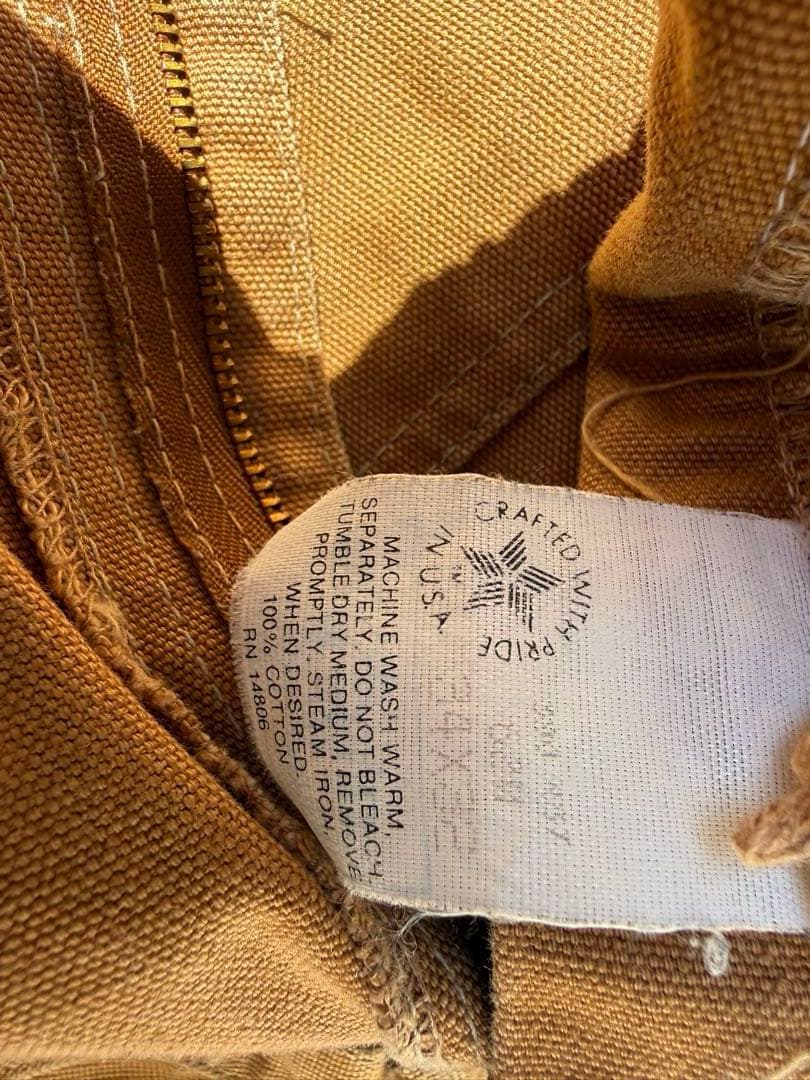 CRAFTED WITH PRIDE
IN U.S.A.
TM
MACHINE WASH WARM,
SEPARATELY. DO NOT BLEACH.
TUMBLE DRY MEDIUM, REMOVE
PROMPTLY. STEAM IRON,
WHEN DESIRED.
100% COTTON
RN 14806